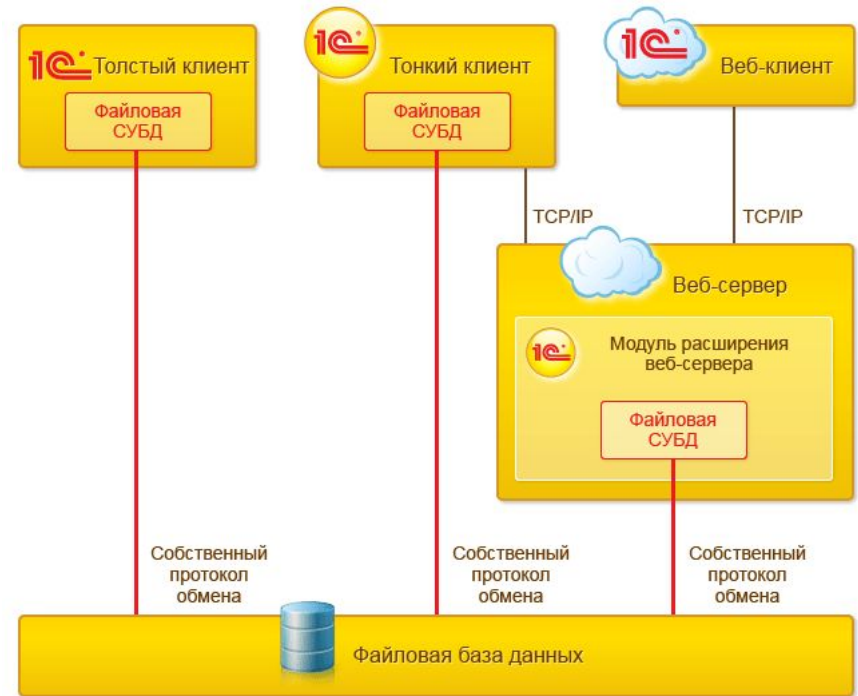 1С Толстый клиент
Файловая
СУБД
1С
Тонкий клиент
Файловая
СУБД
1С
Веб-клиент
TCP/IP
TCP/IP
Веб-сервер
1С
Модуль расширения
веб-сервера
Файловая
СУБД
Собственный
протокол
обмена
Собственный
протокол
обмена
Собственный
протокол
обмена
Файловая база данных